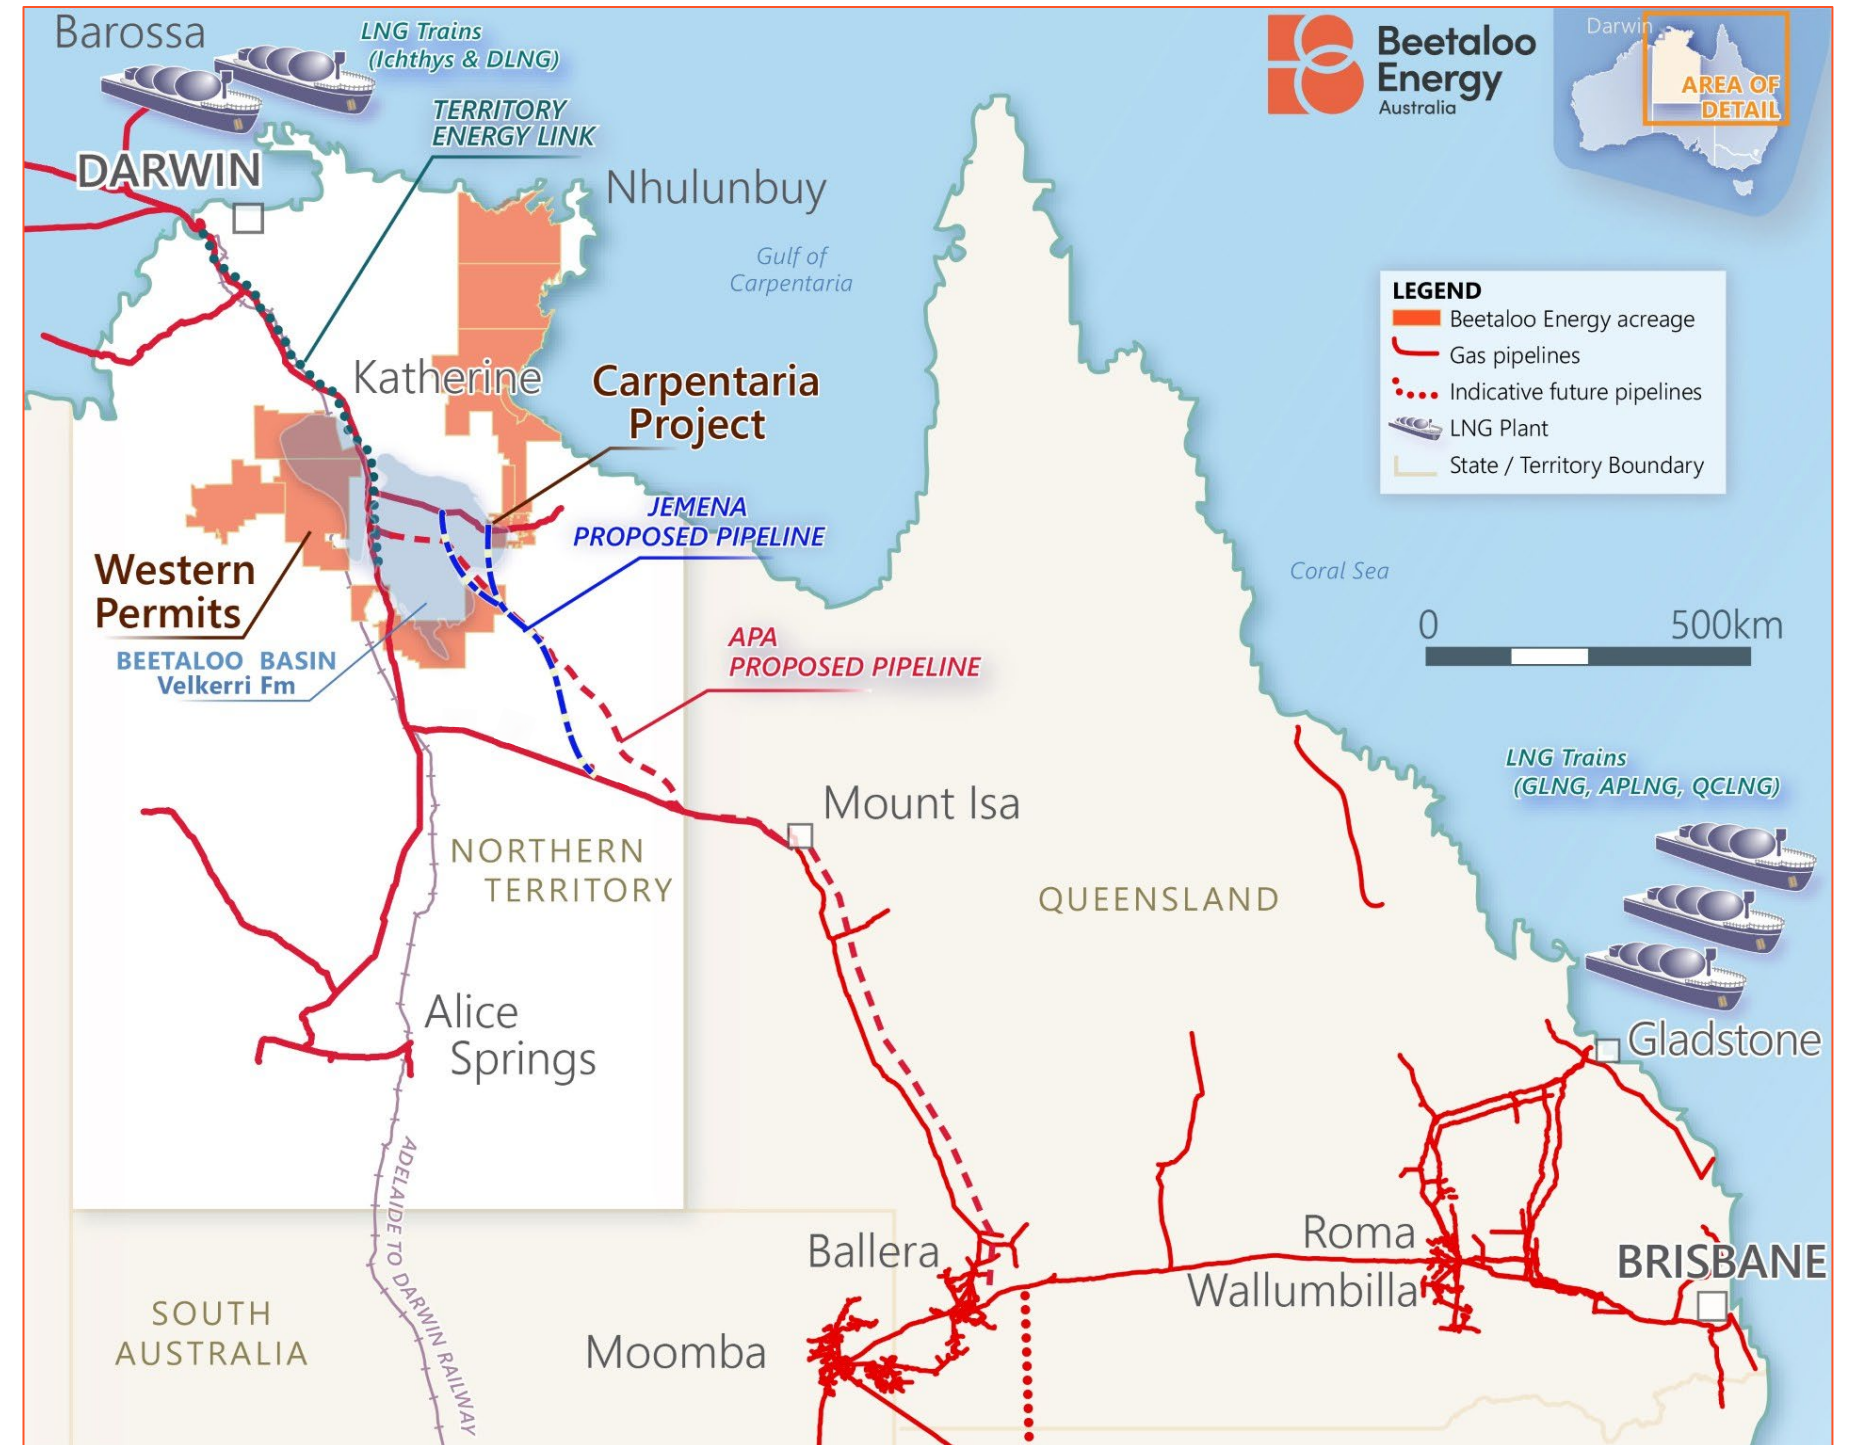 Barossa
LNG Trains
(Ichthys & DLNG)
TERRITORY
ENERGY LINK
DARWIN
Nhulunbuy
Gulf of
Carpentaria
Beetaloo
Energy
Australia
Darwin
AREA OF
DETAIL
LEGEND
Beetaloo Energy acreage
Gas pipelines
Indicative future pipelines
LNG Plant
State / Territory Boundary
Katherine
Carpentaria
Project
JEMENA
PROPOSED PIPELINE
Western
Permits
BEETALOO BASIN
Velkerri Fm
APA
PROPOSED PIPELINE
Coral Sea
0 500km
LNG Trains
(GLNG, APLNG, QCLNG)
Mount Isa
NORTHERN
TERRITORY
QUEENSLAND
Alice
Springs
Gladstone
ADELAIDE TO DARWIN RAILWAY
Ballera
Roma
Wallumbilla
BRISBANE
SOUTH
AUSTRALIA
Moomba